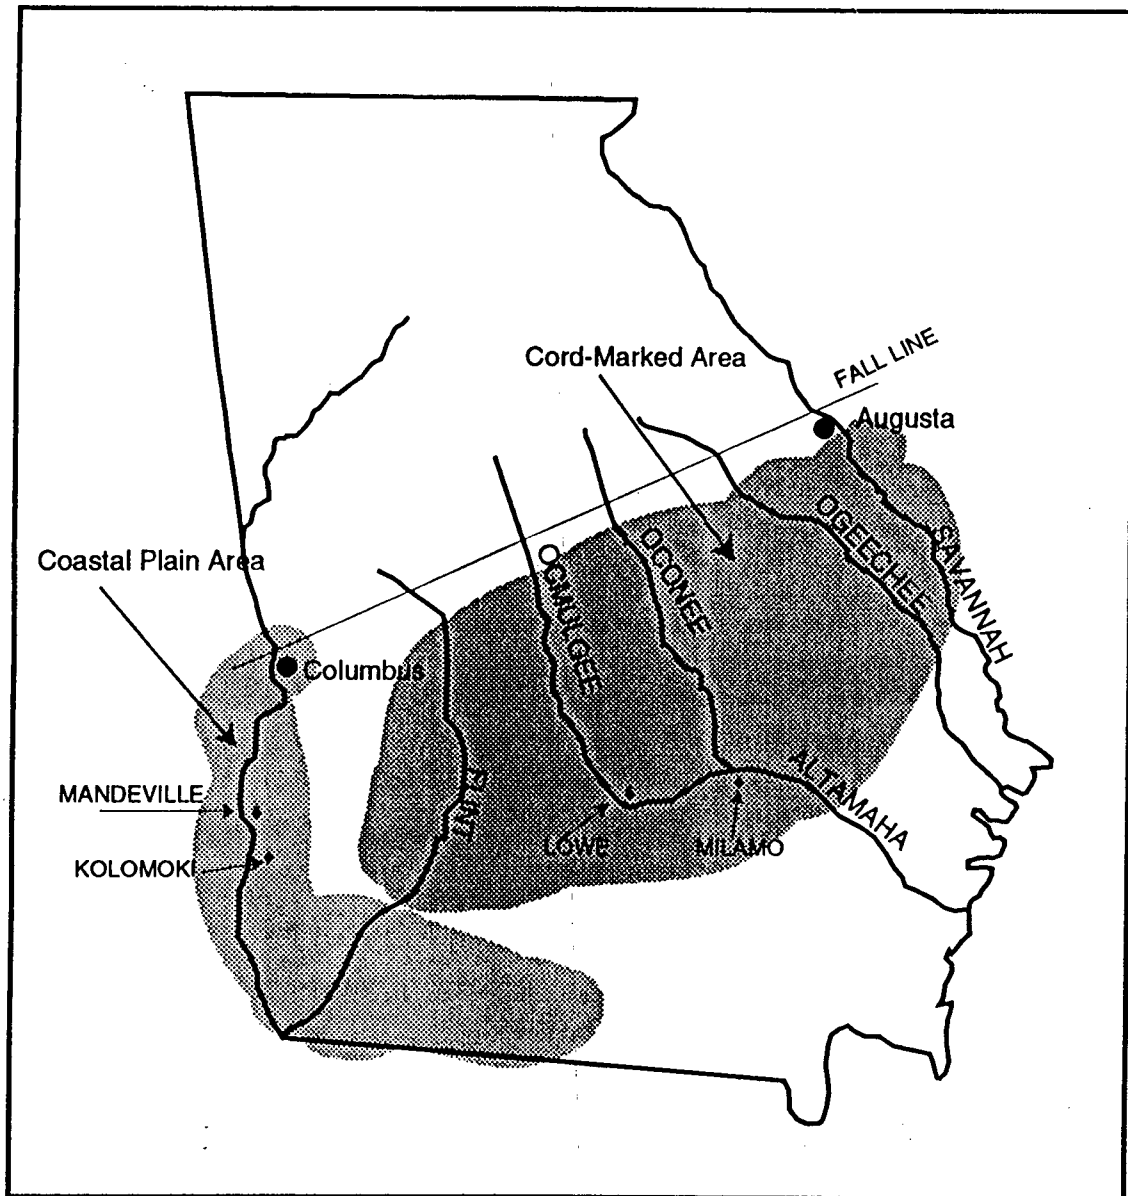 Cord-Marked Area
FALL LINE
Augusta
OGEECHEE
SAVANNAH
OCONEE
OCMULGEE
Coastal Plain Area
Columbus
FLINT
ALTAMAHA
MANDEVILLE
LOWE
MILAMO
KOLOMOKI